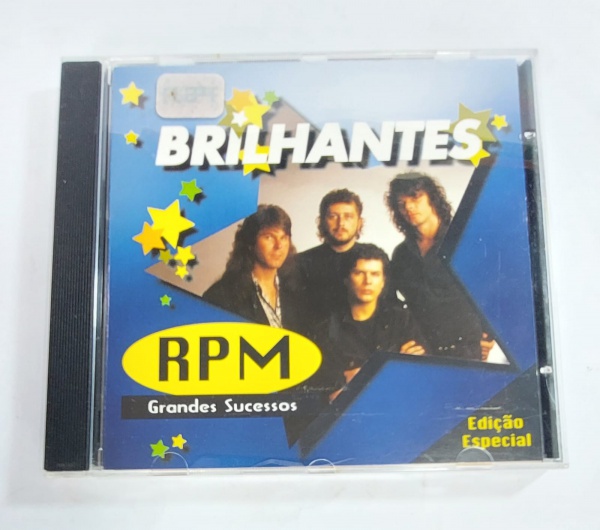 BRILHANTES
RPM
Grandes Sucessos
Edição
Especial